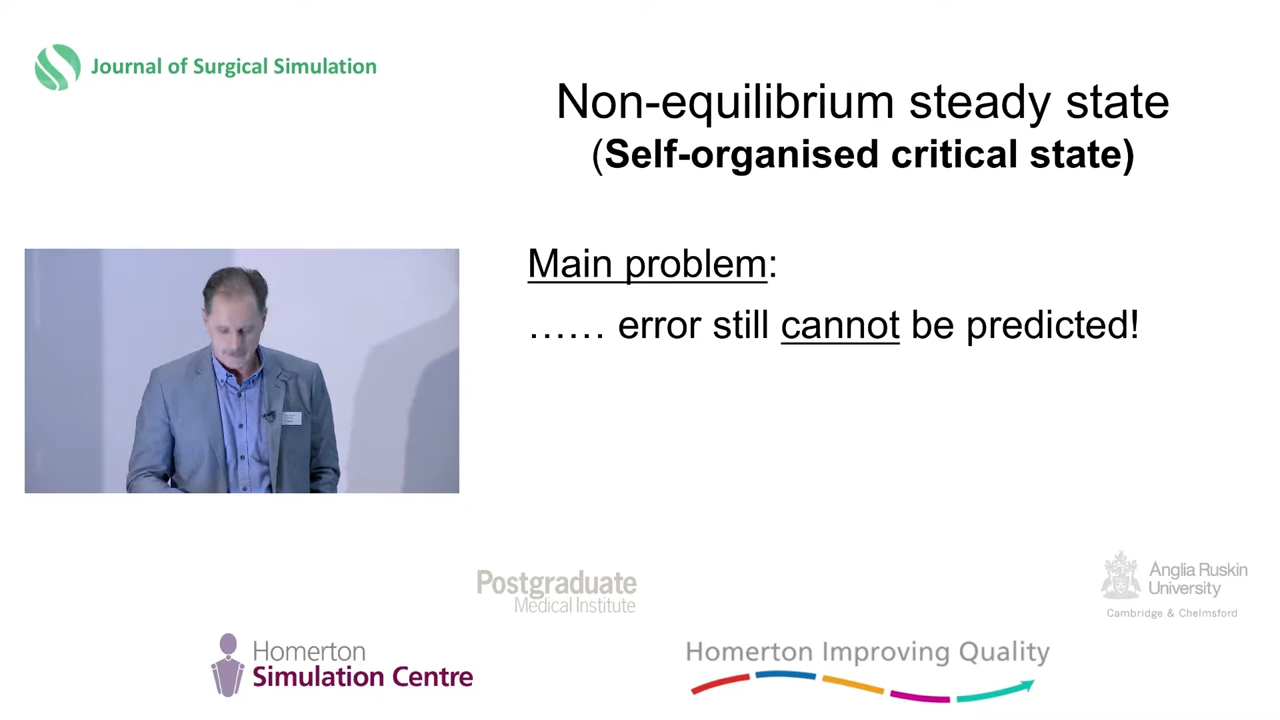 Journal of Surgical Simulation
Non-equilibrium steady state
(Self-organised critical state)
Main problem:
…… error still cannot be predicted!
Postgraduate
Medical Institute
Anglia Ruskin
University
Cambridge & Chelmsford
Homerton
Simulation Centre
Homerton Improving Quality